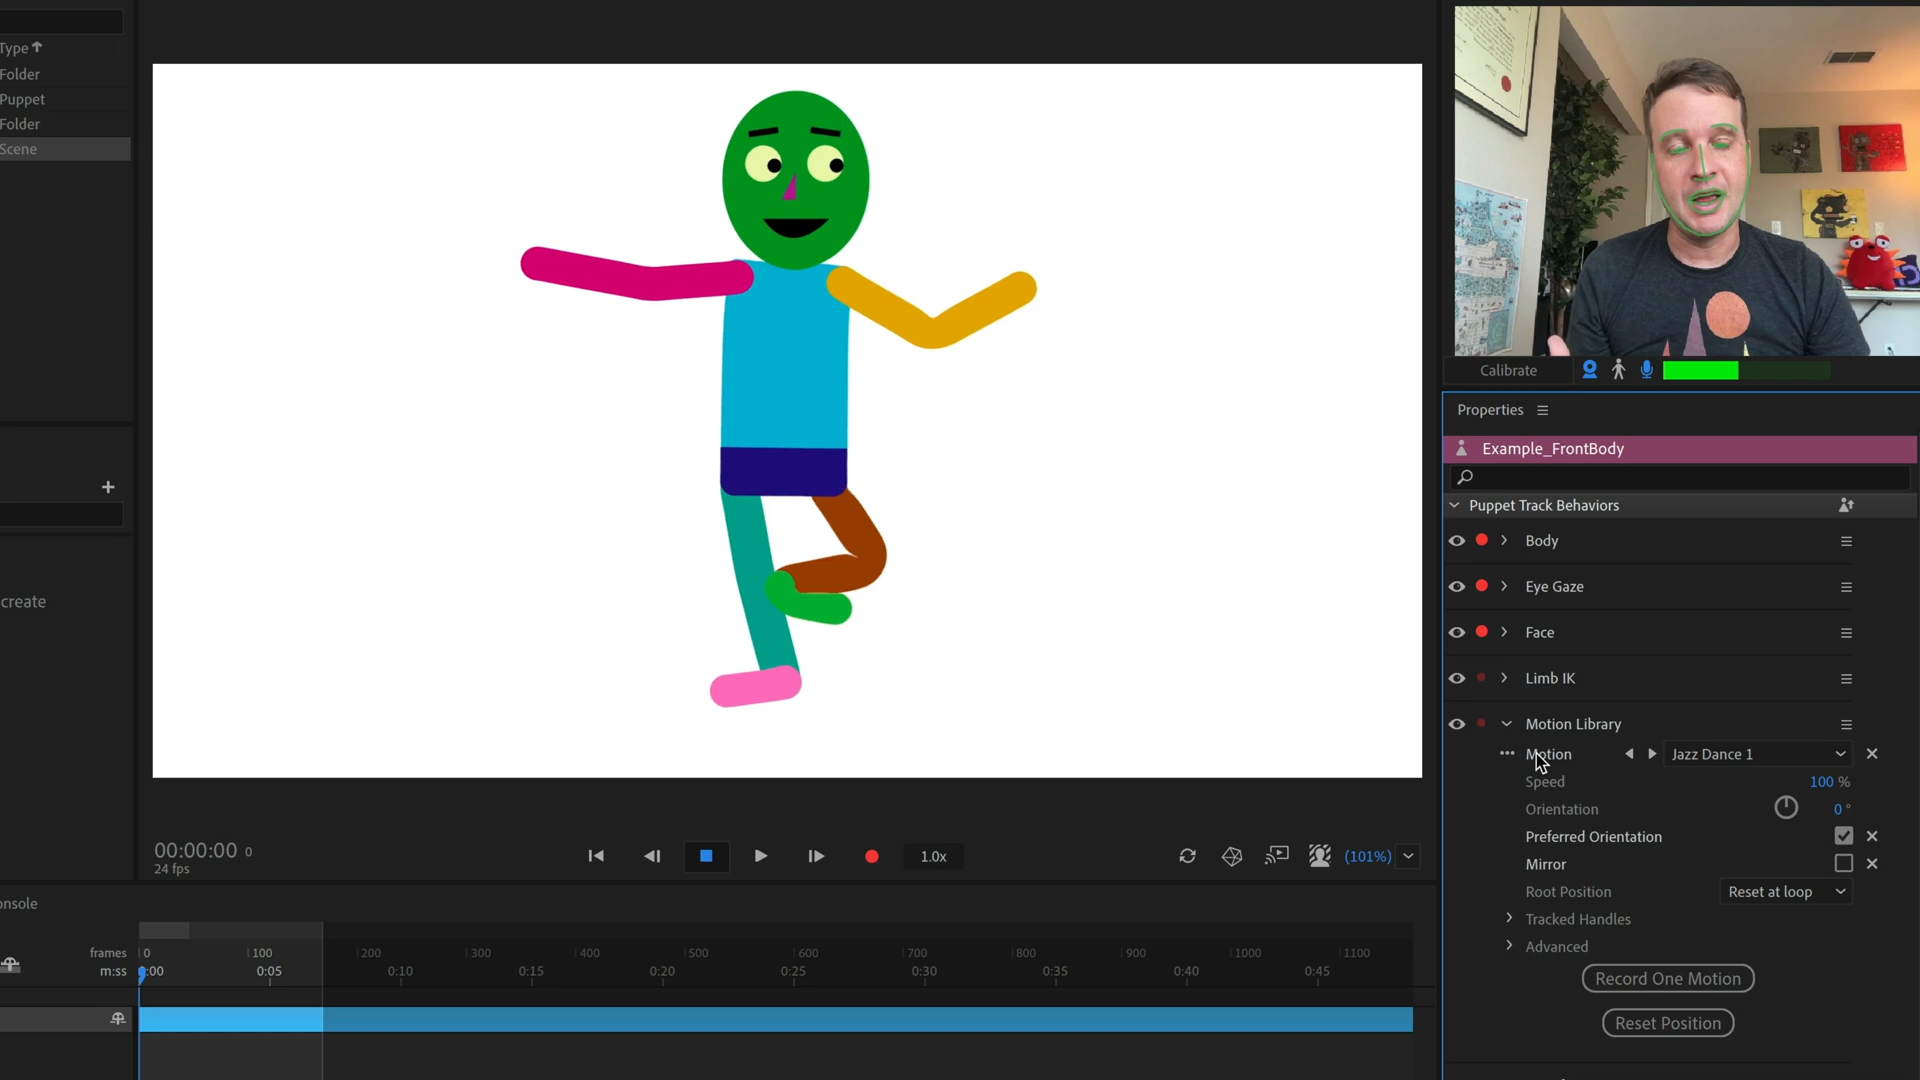 Type
Folder
Puppet
Folder
Scene
create
Calibrate
Properties
Example_FrontBody
Puppet Track Behaviors
Body
Eye Gaze
Face
Limb IK
Motion Library
Motion Jazz Dance 1
Speed 100 %
Orientation 0 °
Preferred Orientation
Mirror
Root Position Reset at loop
Tracked Handles
Advanced
Record One Motion
Reset Position
00:00:00 0
24 fps
1.0x
(101%)
onsole
frames 0 100 200 300 400 500 600 700 800 900 1000 1100
m:ss :00 0:05 0:10 0:15 0:20 0:25 0:30 0:35 0:40 0:45